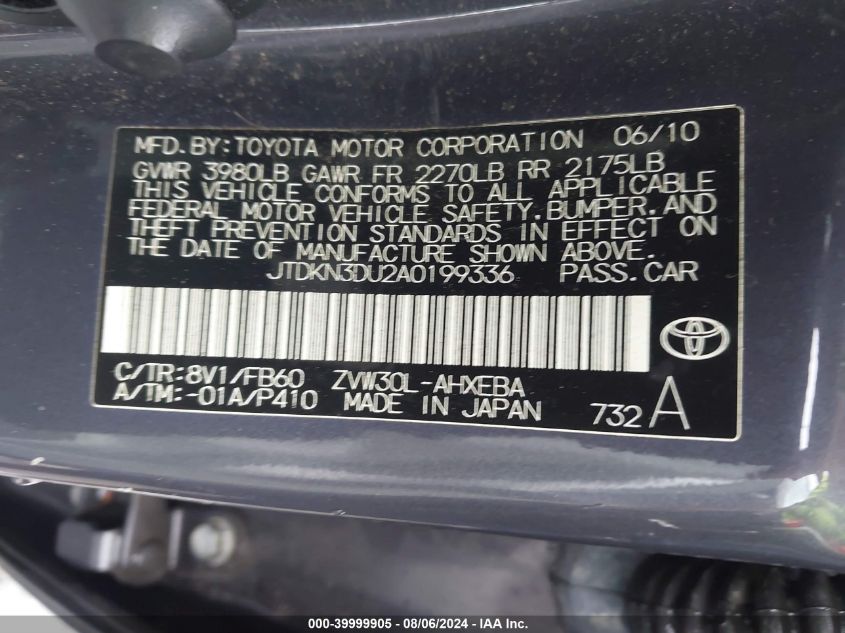 MFD. BY: TOYOTA MOTOR CORPORATION 06/10
GVWR 3980LB GAWR FR 2270LB RR 2175LB
THIS VEHICLE CONFORMS TO ALL APPLICABLE
FEDERAL MOTOR VEHICLE SAFETY, BUMPER, AND
THEFT PREVENTION STANDARDS IN EFFECT ON
THE DATE OF MANUFACTURE SHOWN ABOVE.
JTDKN3DU2A0199336 PASS.CAR
C/TR:8V1/FB60 ZVW30L-AHXEBA
A/TM:-01A/P410 MADE IN JAPAN 732 A
000-39999905 - 08/06/2024 - IAA Inc.